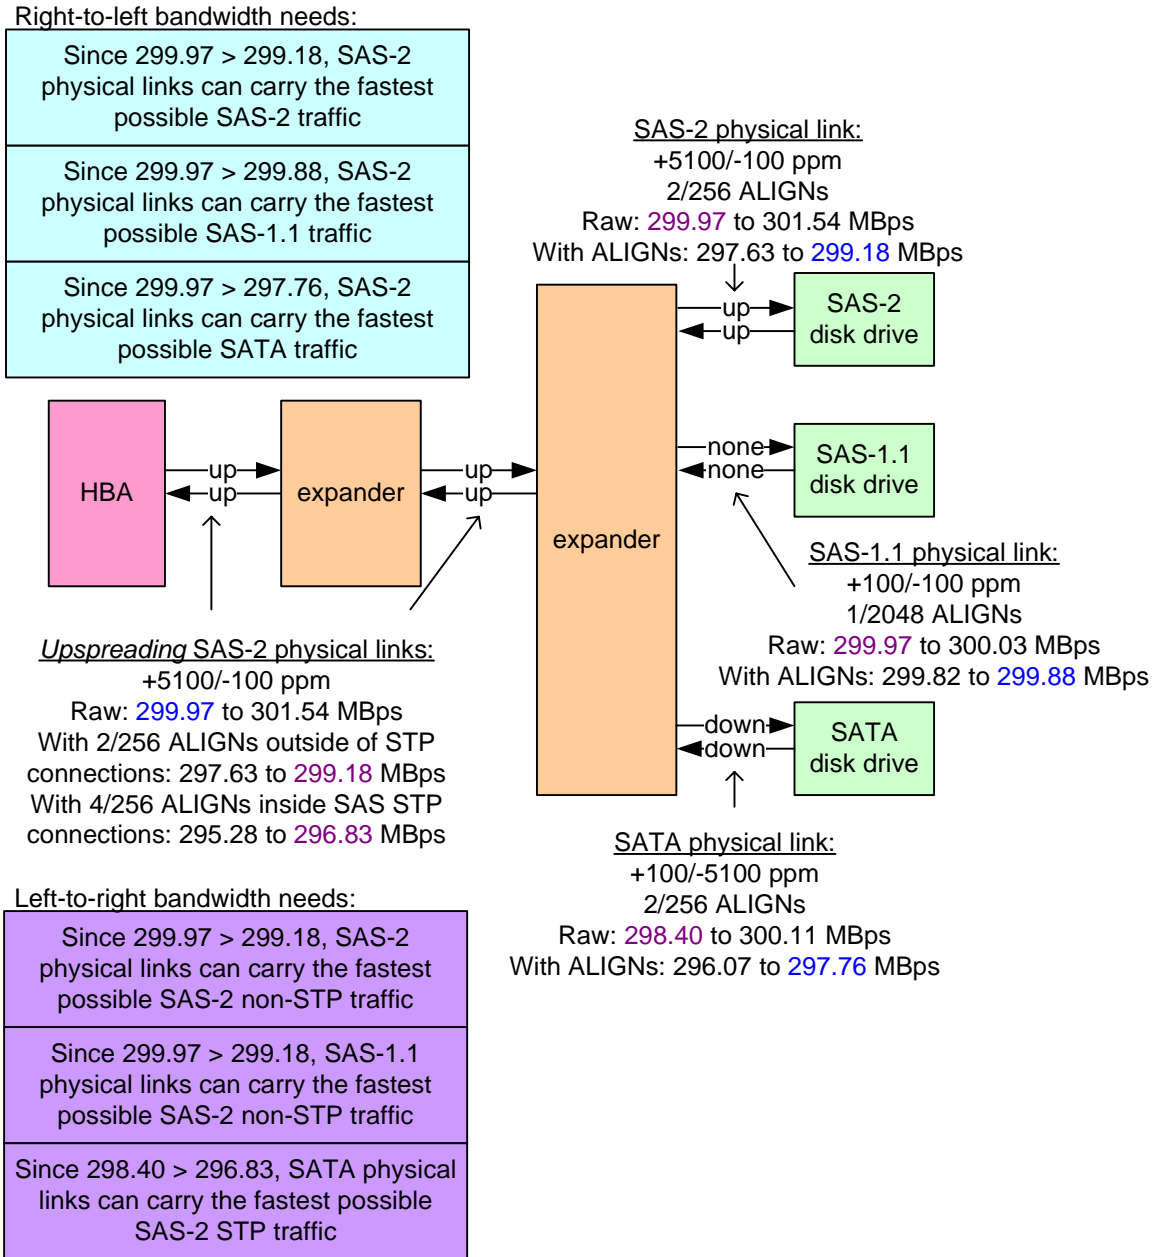 Right-to-left bandwidth needs:
Since 299.97 > 299.18, SAS-2
physical links can carry the fastest
possible SAS-2 traffic
Since 299.97 > 299.88, SAS-2
physical links can carry the fastest
possible SAS-1.1 traffic
Since 299.97 > 297.76, SAS-2
physical links can carry the fastest
possible SATA traffic
SAS-2 physical link:
+5100/-100 ppm
2/256 ALIGNs
Raw: 299.97 to 301.54 MBps
With ALIGNs: 297.63 to 299.18 MBps
up
up
SAS-2
disk drive
HBA
up
up
expander
up
up
expander
none
none
SAS-1.1
disk drive
SAS-1.1 physical link:
+100/-100 ppm
1/2048 ALIGNs
Raw: 299.97 to 300.03 MBps
With ALIGNs: 299.82 to 299.88 MBps
Upspreading SAS-2 physical links:
+5100/-100 ppm
Raw: 299.97 to 301.54 MBps
With 2/256 ALIGNs outside of STP
connections: 297.63 to 299.18 MBps
With 4/256 ALIGNs inside SAS STP
connections: 295.28 to 296.83 MBps
down
down
SATA
disk drive
SATA physical link:
+100/-5100 ppm
2/256 ALIGNs
Raw: 298.40 to 300.11 MBps
With ALIGNs: 296.07 to 297.76 MBps
Left-to-right bandwidth needs:
Since 299.97 > 299.18, SAS-2
physical links can carry the fastest
possible SAS-2 non-STP traffic
Since 299.97 > 299.18, SAS-1.1
physical links can carry the fastest
possible SAS-2 non-STP traffic
Since 298.40 > 296.83, SATA physical
links can carry the fastest possible
SAS-2 STP traffic